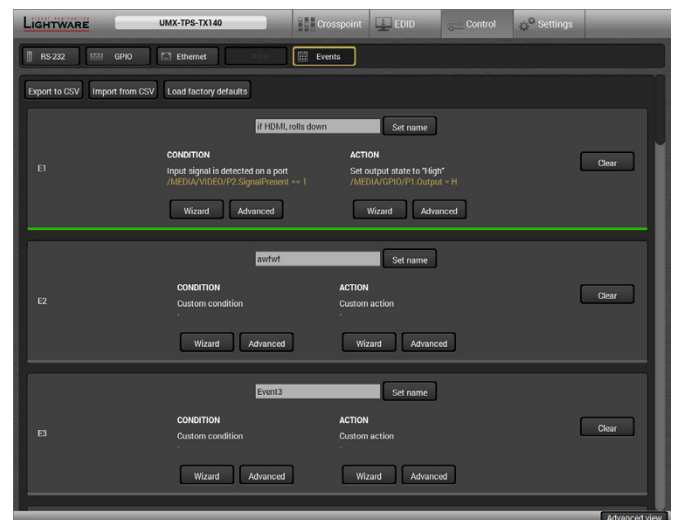 visual engineering
LIGHTWARE
UMX-TPS-TX140
Crosspoint
EDID
Control
Settings
RS-232
GPIO
Ethernet
Events
Export to CSV
Import from CSV
Load factory defaults
if HDMI, rolls down
Set name
E1
CONDITION
Input signal is detected on a port
/MEDIA/VIDEO/P2.SignalPresent == 1
Wizard
Advanced
ACTION
Set output state to "High"
/MEDIA/GPIO/P1.Output = H
Wizard
Advanced
Clear
awfwf
Set name
E2
CONDITION
Custom condition
-
Wizard
Advanced
ACTION
Custom action
-
Wizard
Advanced
Clear
Event3
Set name
E3
CONDITION
Custom condition
-
Wizard
Advanced
ACTION
Custom action
-
Wizard
Advanced
Clear
Advanced view